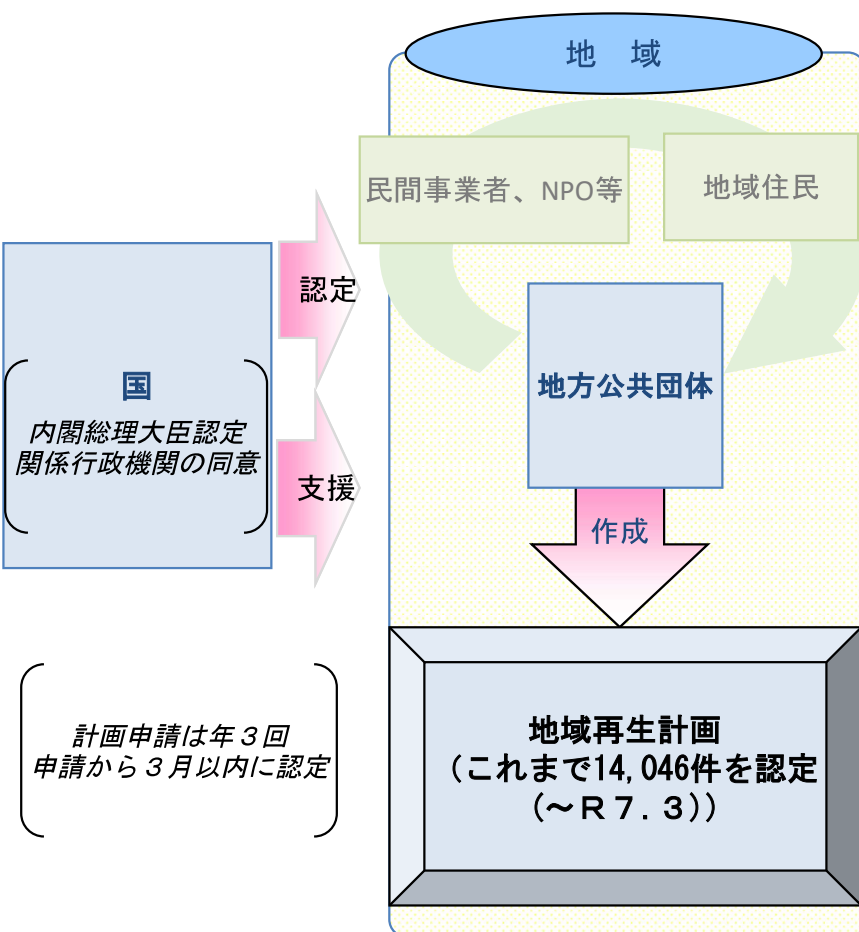 地　域
民間事業者、NPO等
地域住民
認定
国
内閣総理大臣認定
関係行政機関の同意
地方公共団体
支援
作成
計画申請は年３回
申請から３月以内に認定
地域再生計画
（これまで14,046件を認定
（～Ｒ７．３））